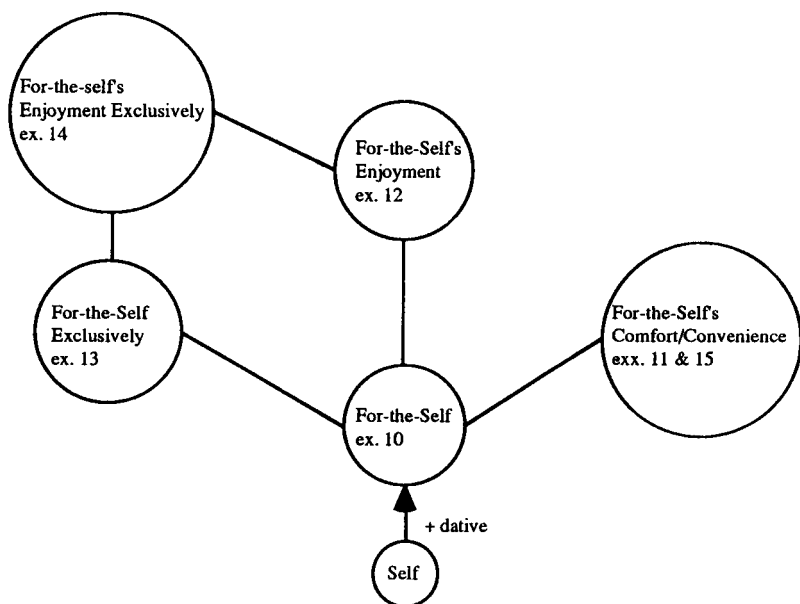 For-the-self's
Enjoyment Exclusively
ex. 14
For-the-Self's
Enjoyment
ex. 12
For-the-Self
Exclusively
ex. 13
For-the-Self's
Comfort/Convenience
exx. 11 & 15
For-the-Self
ex. 10
+ dative
Self